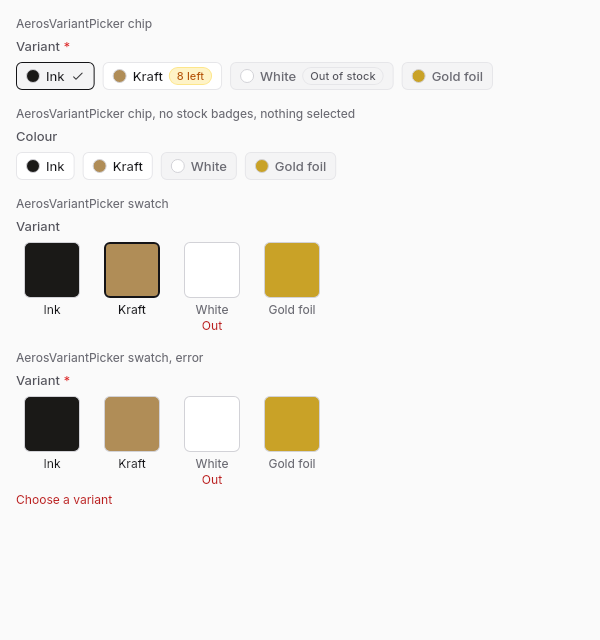 AerosVariantPicker chip
Variant *
Ink Kraft 8 left White Out of stock Gold foil
AerosVariantPicker chip, no stock badges, nothing selected
Colour
Ink Kraft White Gold foil
AerosVariantPicker swatch
Variant
Ink Kraft White Gold foil
Out
AerosVariantPicker swatch, error
Variant *
Ink Kraft White Gold foil
Out
Choose a variant